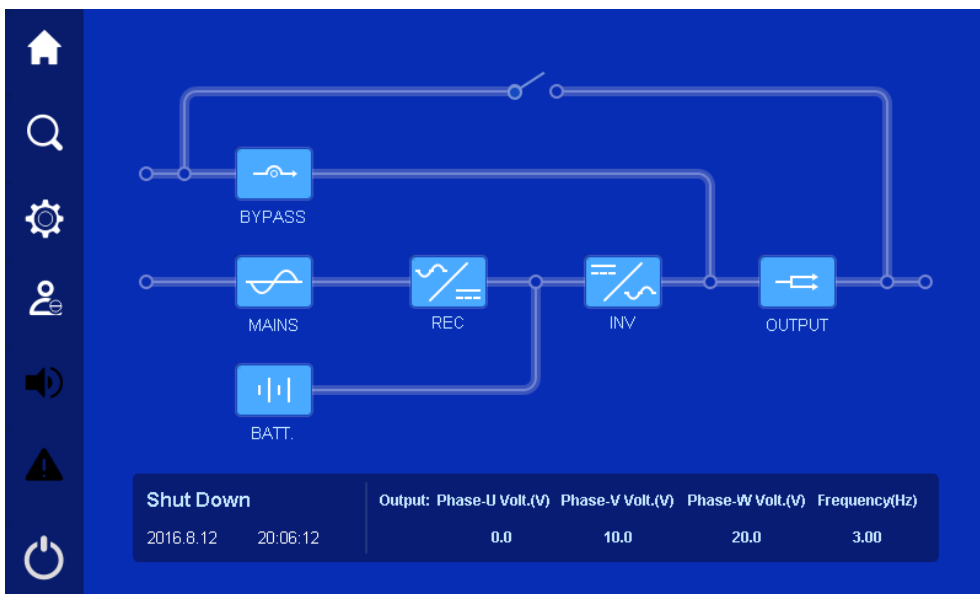 BYPASS
MAINS
REC
INV
OUTPUT
BATT.
Shut Down
Output: Phase-U Volt.(V) Phase-V Volt.(V) Phase-W Volt.(V) Frequency(Hz)
2016.8.12 20:06:12
0.0 10.0 20.0 3.00